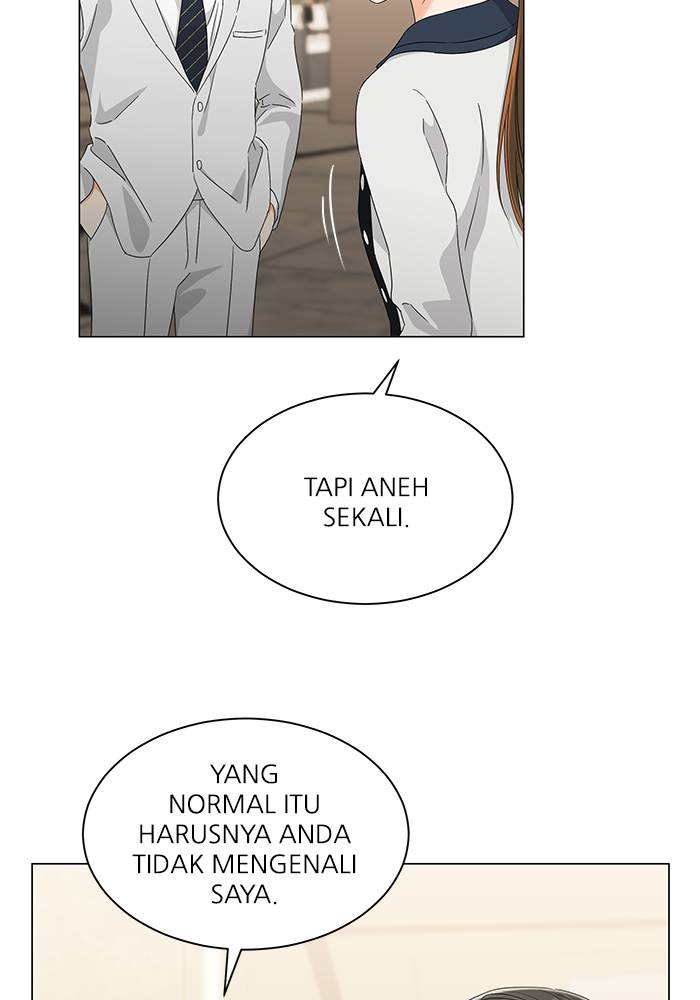 TAPI ANEH
SEKALI.
YANG
NORMAL ITU
HARUSNYA ANDA
TIDAK MENGENALI
SAYA.